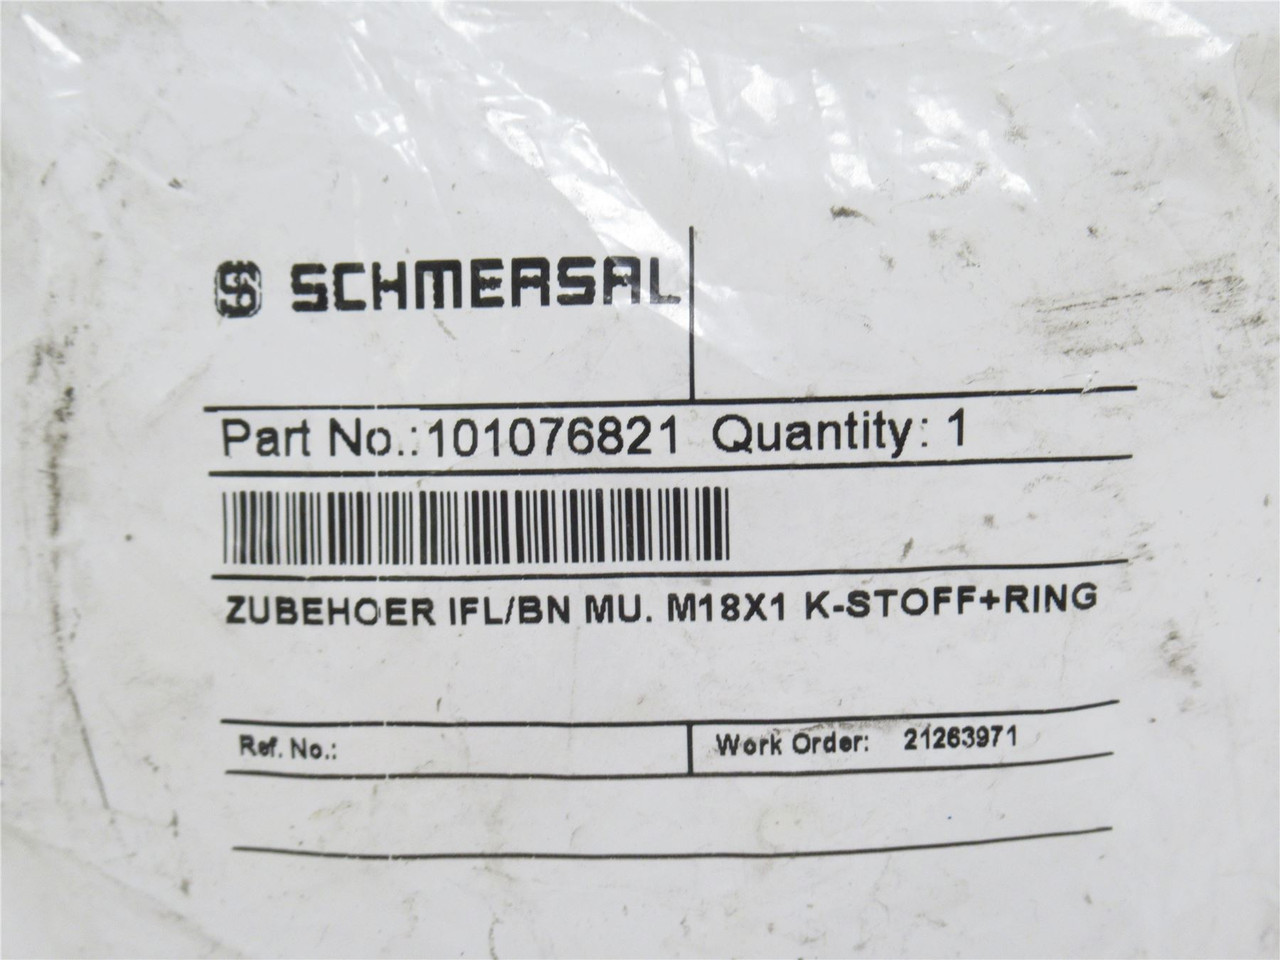 SCHMERSAL
Part No.:101076821 Quantity: 1
ZUBEHOER IFL/BN MU. M18X1 K-STOFF+RING
Ref. No.: Work Order: 21263971